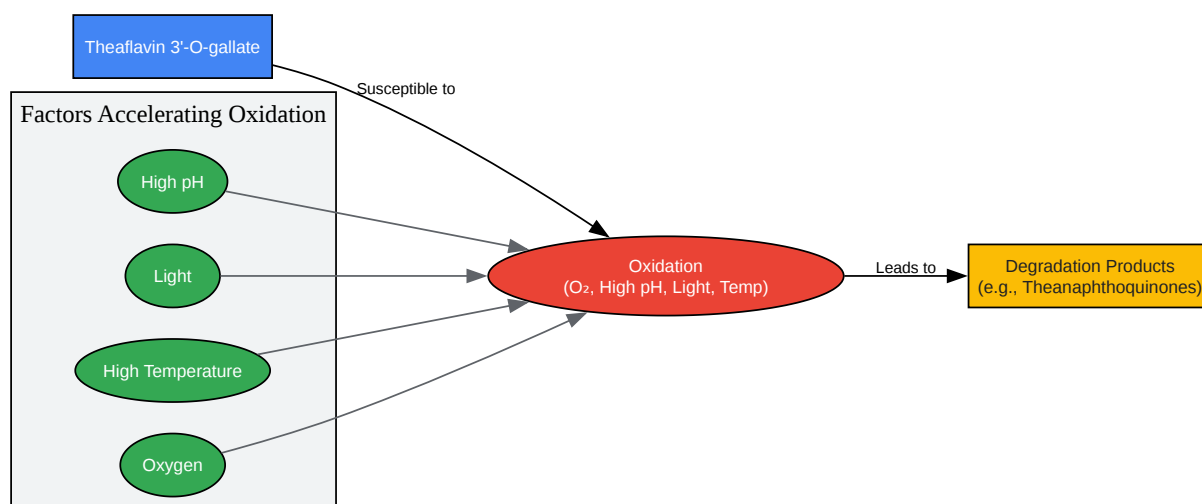 Theaflavin 3'-O-gallate
Susceptible to
Factors Accelerating Oxidation
High pH
Light
High Temperature
Oxygen
Oxidation
(O₂, High pH, Light, Temp)
Leads to
Degradation Products
(e.g., Theanaphthoquinones)